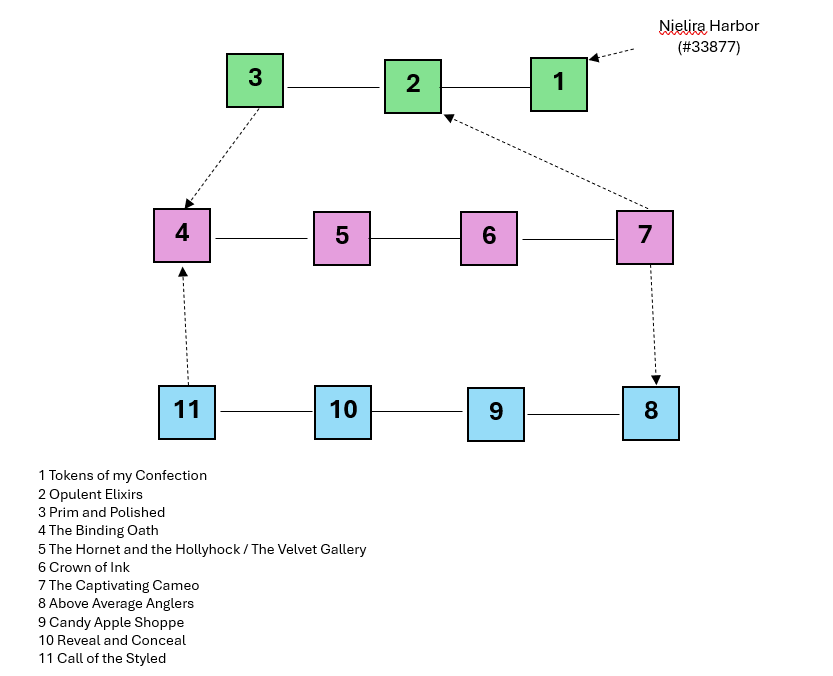 Nielira Harbor
(#33877)
3
2
1
4
5
6
7
11
10
9
8
1 Tokens of my Confection
2 Opulent Elixirs
3 Prim and Polished
4 The Binding Oath
5 The Hornet and the Hollyhock / The Velvet Gallery
6 Crown of Ink
7 The Captivating Cameo
8 Above Average Anglers
9 Candy Apple Shoppe
10 Reveal and Conceal
11 Call of the Styled